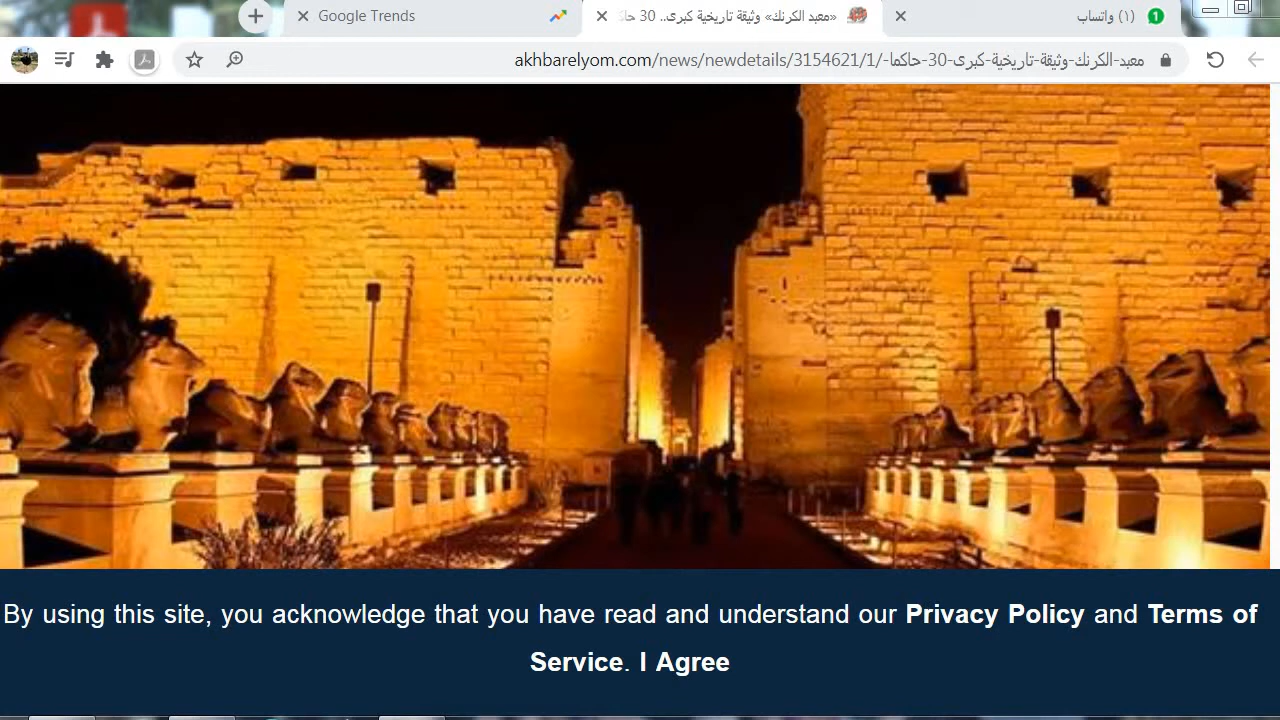 Google Trends
«معبد الكرنك» وثيقة تاريخية كبرى.. 30 حاكما
(١) واتساب
1
akhbarelyom.com/news/newdetails/3154621/1/معبد-الكرنك-وثيقة-تاريخية-كبرى-30-حاكما-
By using this site, you acknowledge that you have read and understand our Privacy Policy and Terms of
Service. I Agree